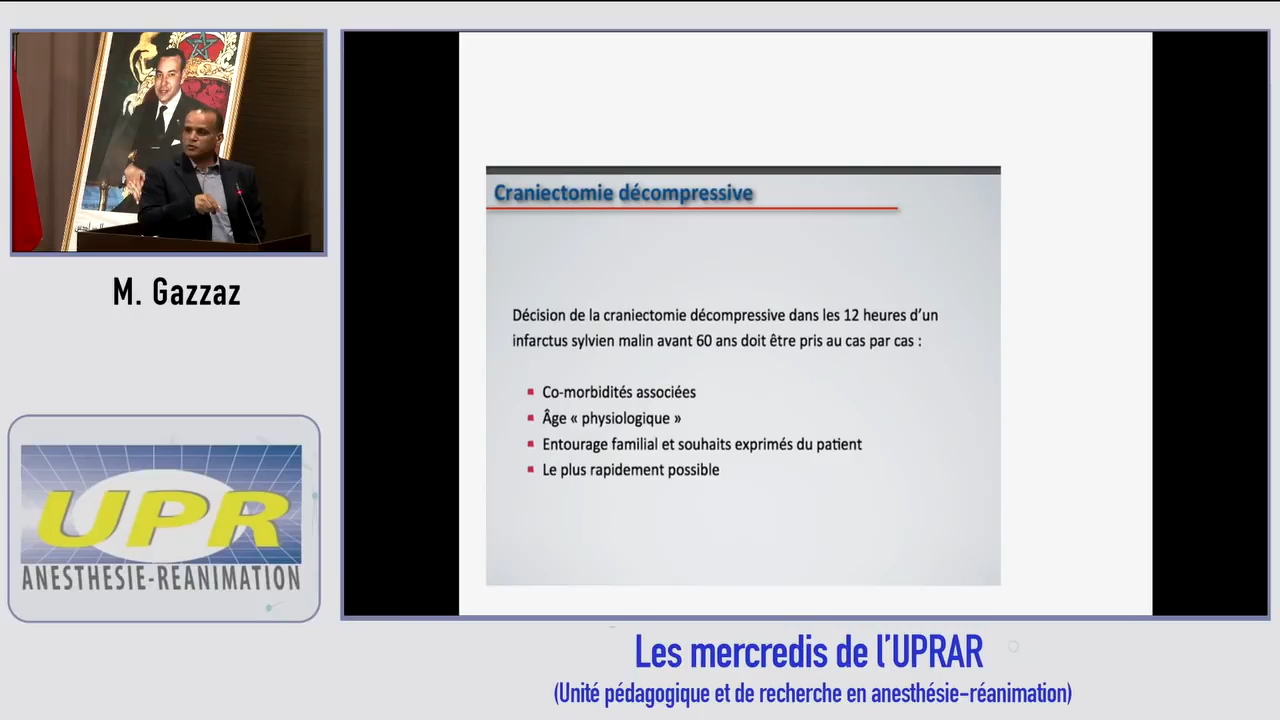 M. Gazzaz
UPR
ANESTHESIE-REANIMATION
Craniectomie décompressive
Décision de la craniectomie décompressive dans les 12 heures d'un
infarctus sylvien malin avant 60 ans doit être pris au cas par cas :
Co-morbidités associées
Âge « physiologique »
Entourage familial et souhaits exprimés du patient
Le plus rapidement possible
Les mercredis de l'UPRAR
(Unité pédagogique et de recherche en anesthésie-réanimation)